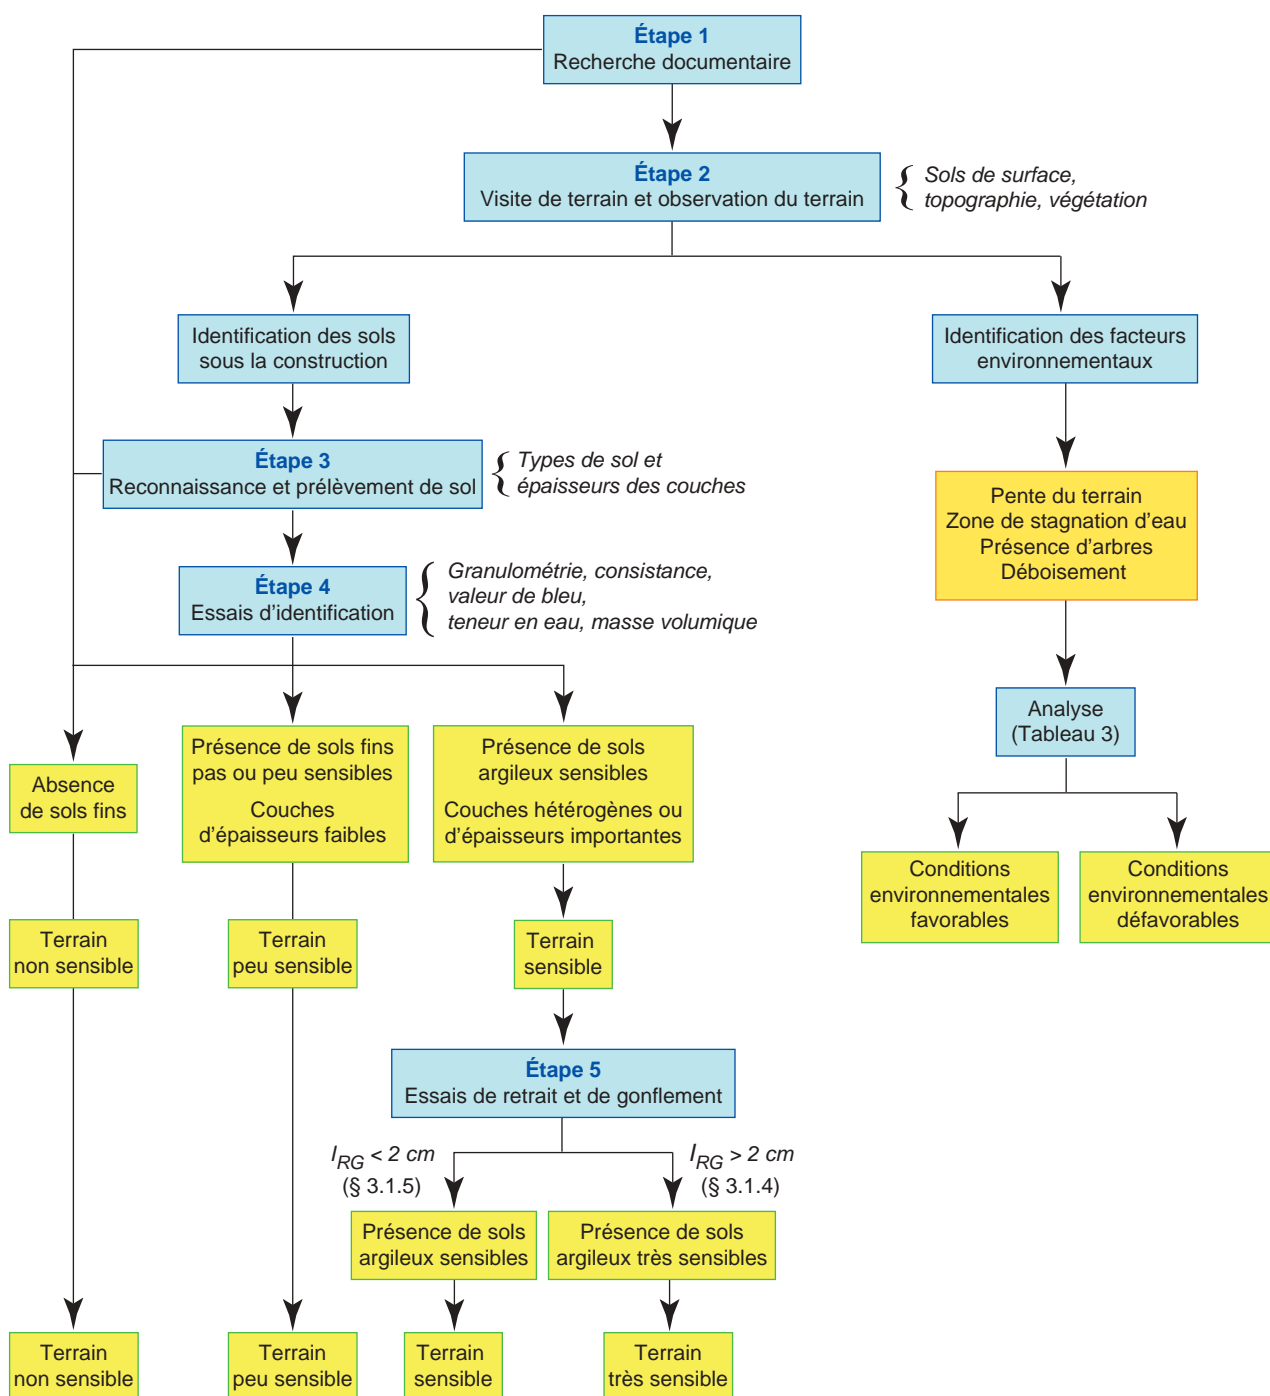 Étape 1
Recherche documentaire
Étape 2
Visite de terrain et observation du terrain
Sols de surface,
topographie, végétation
Identification des sols
sous la construction
Identification des facteurs
environnementaux
Étape 3
Reconnaissance et prélèvement de sol
Types de sol et
épaisseurs des couches
Pente du terrain
Zone de stagnation d'eau
Présence d'arbres
Déboisement
Étape 4
Essais d'identification
Granulométrie, consistance,
valeur de bleu,
teneur en eau, masse volumique
Analyse
(Tableau 3)
Absence
de sols fins
Présence de sols fins
pas ou peu sensibles
Couches
d'épaisseurs faibles
Présence de sols
argileux sensibles
Couches hétérogènes ou
d'épaisseurs importantes
Conditions
environnementales
favorables
Conditions
environnementales
défavorables
Terrain
non sensible
Terrain
peu sensible
Terrain
sensible
Étape 5
Essais de retrait et de gonflement
I_RG < 2 cm
(§ 3.1.5)
I_RG > 2 cm
(§ 3.1.4)
Présence de sols
argileux sensibles
Présence de sols
argileux très sensibles
Terrain
non sensible
Terrain
peu sensible
Terrain
sensible
Terrain
très sensible